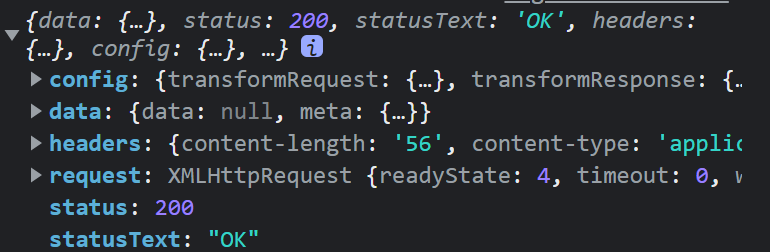 {data: {…}, status: 200, statusText: 'OK', headers:
{…}, config: {…}, …} i
config: {transformRequest: {…}, transformResponse: {…
data: {data: null, meta: {…}}
headers: {content-length: '56', content-type: 'applic
request: XMLHttpRequest {readyState: 4, timeout: 0, w
status: 200
statusText: "OK"